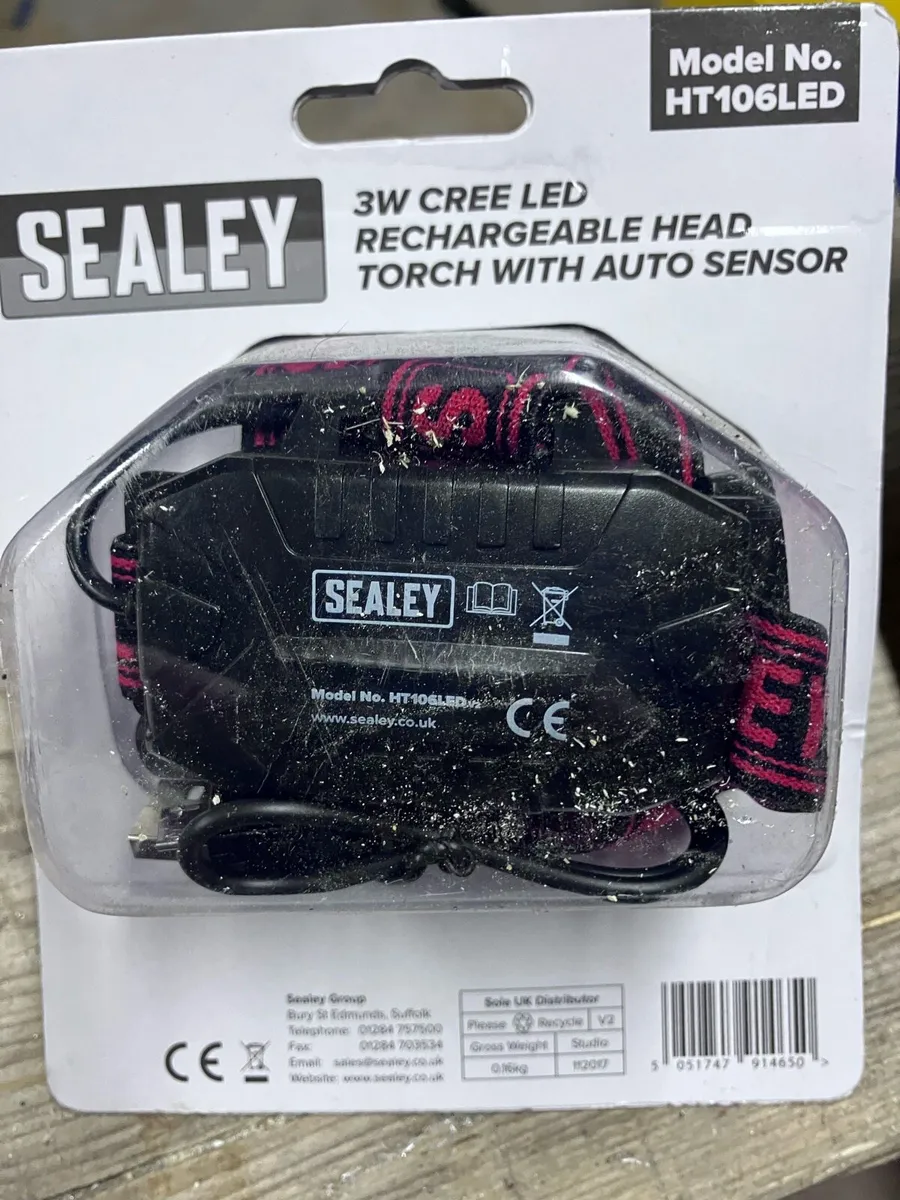 Model No.
HT106LED
SEALEY
3W CREE LED
RECHARGEABLE HEAD
TORCH WITH AUTO SENSOR
S
SEALEY
Model No. HT106LED
www.sealey.co.uk
CE
E
CE
Sealey Group
Bury St Edmunds, Suffolk
Telephone: 01284 757500
Fax: 01284 703534
Email: sales@sealey.co.uk
Website: www.sealey.co.uk
Sole UK Distributor
Please Recycle V2
Gross Weight Studio
0.16kg 112017
5 051747 914650 >